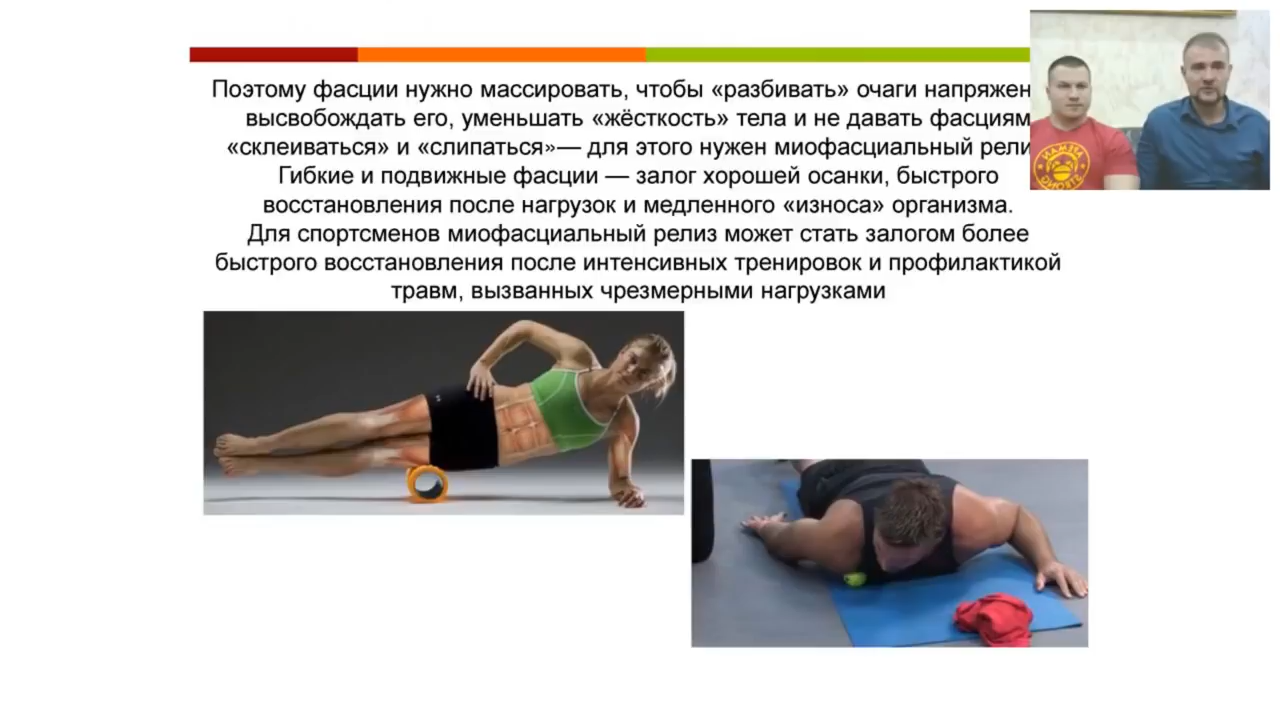 Поэтому фасции нужно массировать, чтобы «разбивать» очаги
высвобождать его, уменьшать «жёсткость» тела и не давать фасциям
«склеиваться» и «слипаться»— для этого нужен миофасциальный
Гибкие и подвижные фасции — залог хорошей осанки, быстрого
восстановления после нагрузок и медленного «износа» организма.
Для спортсменов миофасциальный релиз может стать залогом более
быстрого восстановления после интенсивных тренировок и профилактикой
травм, вызванных чрезмерными нагрузками